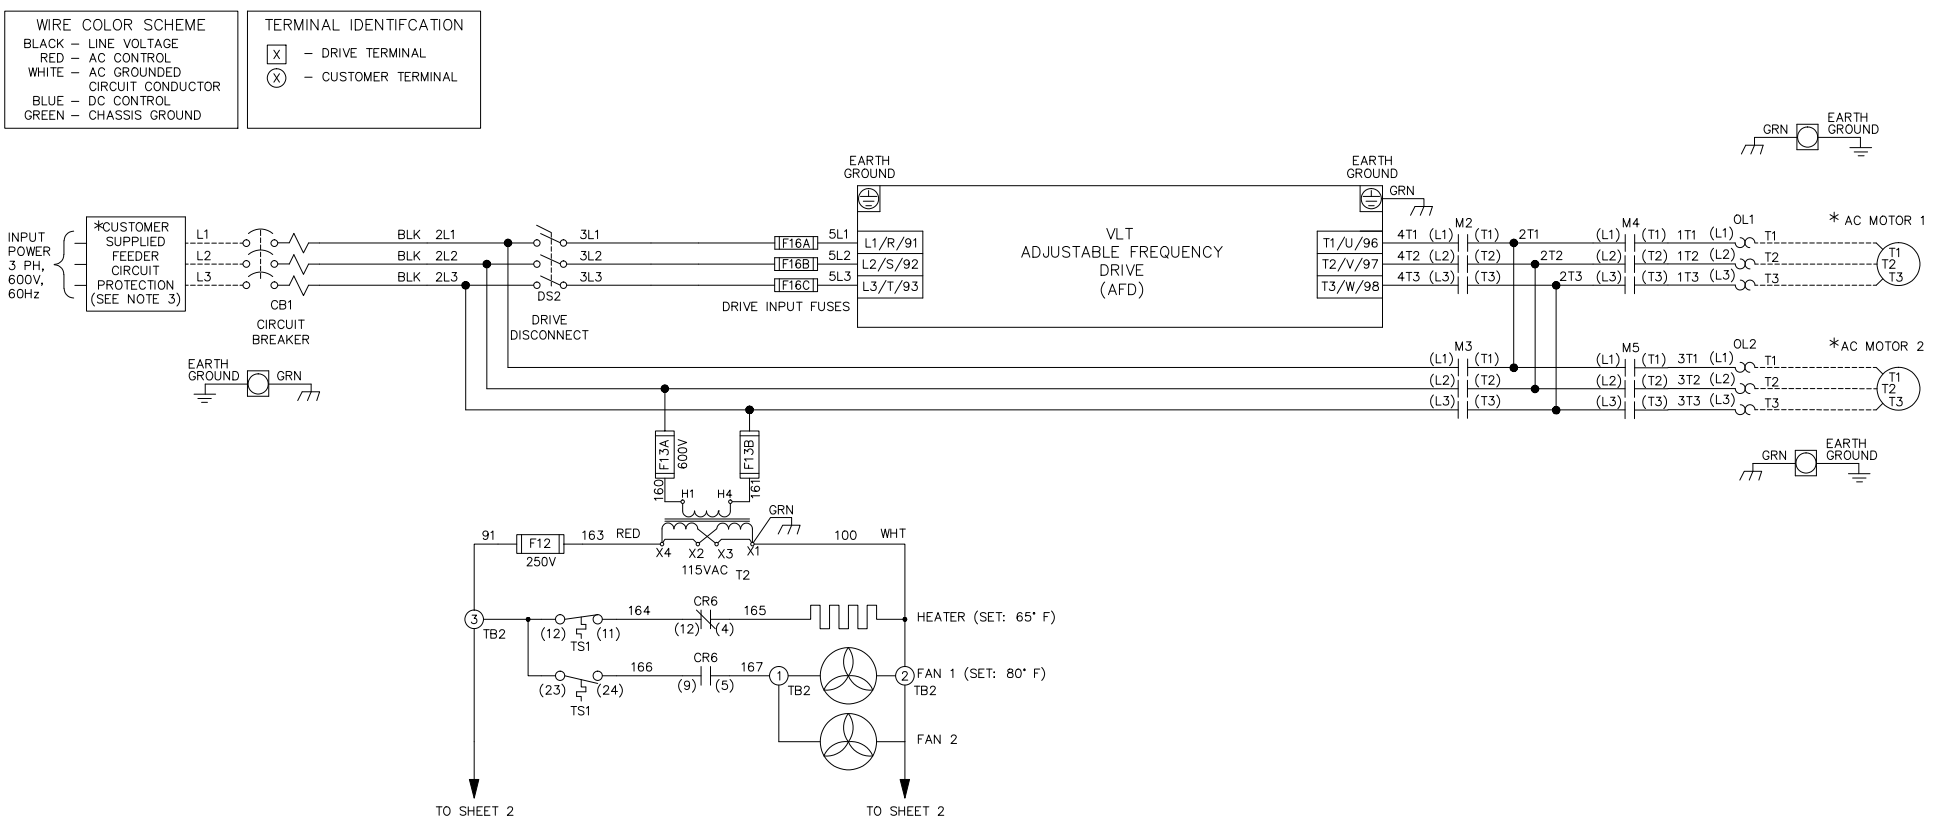 WIRE COLOR SCHEME
BLACK – LINE VOLTAGE
RED – AC CONTROL
WHITE – AC GROUNDED
CIRCUIT CONDUCTOR
BLUE – DC CONTROL
GREEN – CHASSIS GROUND
TERMINAL IDENTIFCATION
X – DRIVE TERMINAL
X – CUSTOMER TERMINAL
GRN
EARTH
GROUND
INPUT
POWER
3 PH,
600V,
60Hz
*CUSTOMER
SUPPLIED
FEEDER
CIRCUIT
PROTECTION
(SEE NOTE 3)
L1
L2
L3
CB1
CIRCUIT
BREAKER
BLK 2L1
BLK 2L2
BLK 2L3
DS2
DRIVE
DISCONNECT
3L1
3L2
3L3
F16A
F16B
F16C
DRIVE INPUT FUSES
5L1
5L2
5L3
EARTH
GROUND
L1/R/91
L2/S/92
L3/T/93
VLT
ADJUSTABLE FREQUENCY
DRIVE
(AFD)
EARTH
GROUND
GRN
T1/U/96
T2/V/97
T3/W/98
M2
4T1 (L1) (T1) 2T1
4T2 (L2) (T2) 2T2
4T3 (L3) (T3) 2T3
M4
(L1) (T1) 1T1 (L1)
(L2) (T2) 1T2 (L2)
(L3) (T3) 1T3 (L3)
OL1
T1
T2
T3
* AC MOTOR 1
T1
T2
T3
EARTH
GROUND
GRN
M3
(L1) (T1)
(L2) (T2)
(L3) (T3)
M5
(L1) (T1) 3T1 (L1)
(L2) (T2) 3T2 (L2)
(L3) (T3) 3T3 (L3)
OL2
T1
T2
T3
*AC MOTOR 2
T1
T2
T3
GRN
EARTH
GROUND
F13A
600V
F13B
160
161
H1 H4
GRN
91 F12 163 RED
250V
X4 X2 X3 X1
115VAC T2
100 WHT
3
TB2
(12) (11)
TS1
164
CR6
(12) (4)
165
HEATER (SET: 65° F)
(23) (24)
TS1
166
CR6
(9) (5)
167
1
TB2
2
TB2
FAN 1 (SET: 80° F)
FAN 2
TO SHEET 2
TO SHEET 2